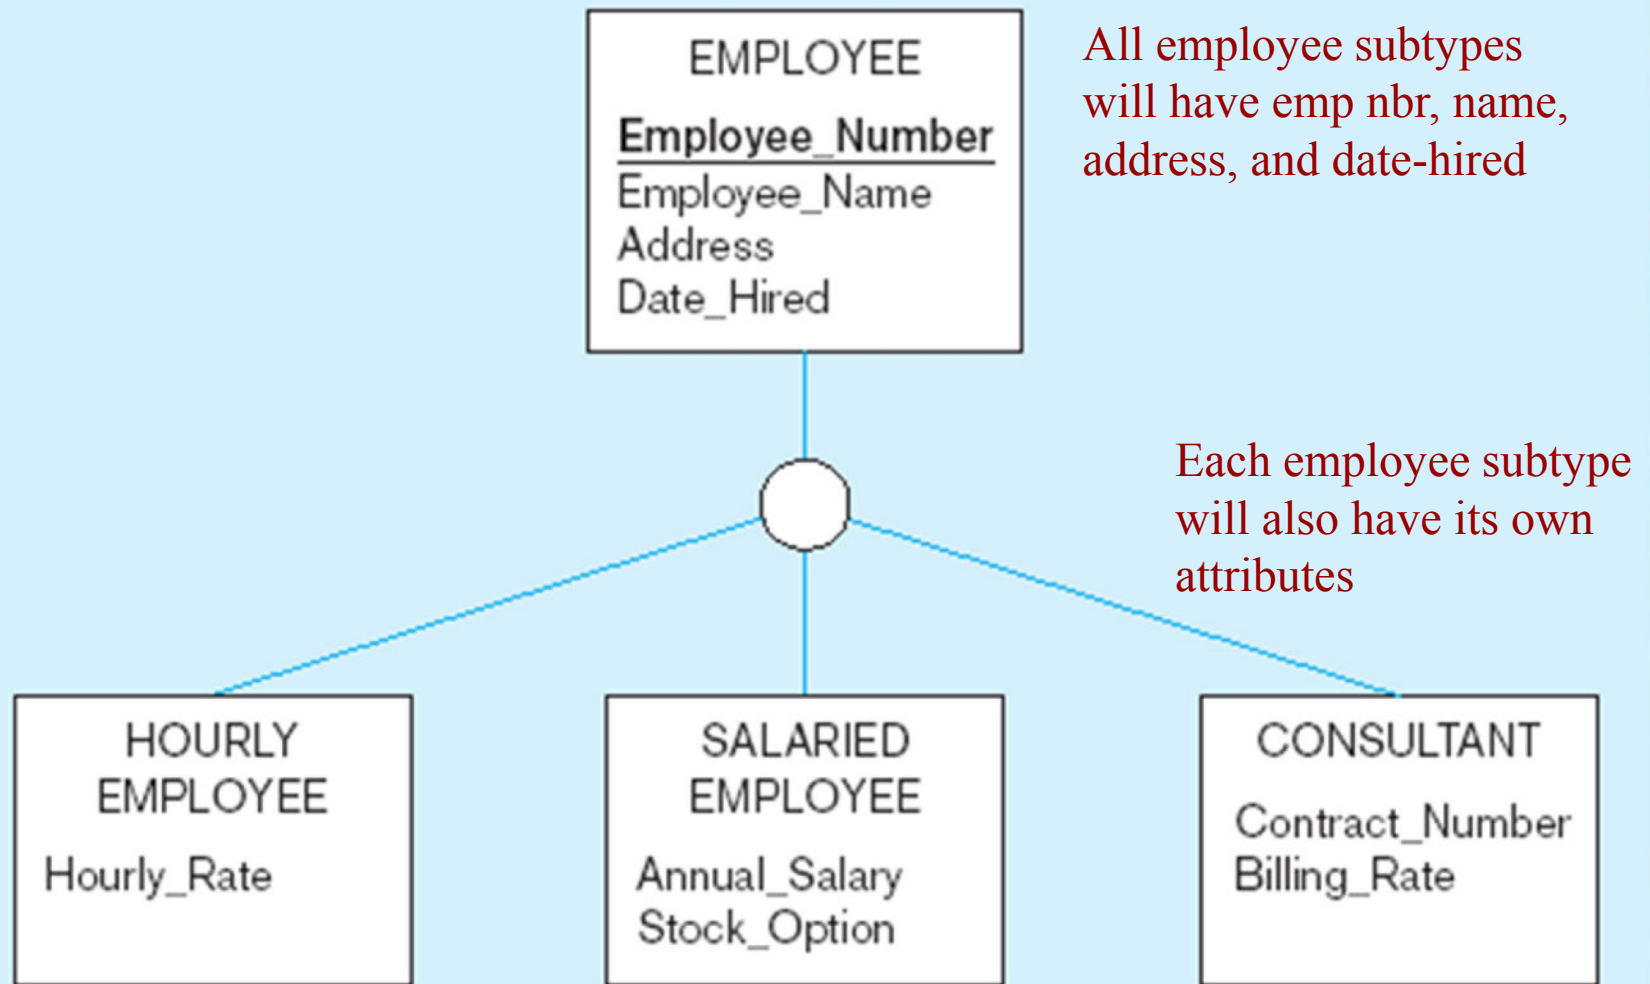 EMPLOYEE
Employee_Number
Employee_Name
Address
Date_Hired
All employee subtypes
will have emp nbr, name,
address, and date-hired
Each employee subtype
will also have its own
attributes
HOURLY
EMPLOYEE
Hourly_Rate
SALARIED
EMPLOYEE
Annual_Salary
Stock_Option
CONSULTANT
Contract_Number
Billing_Rate